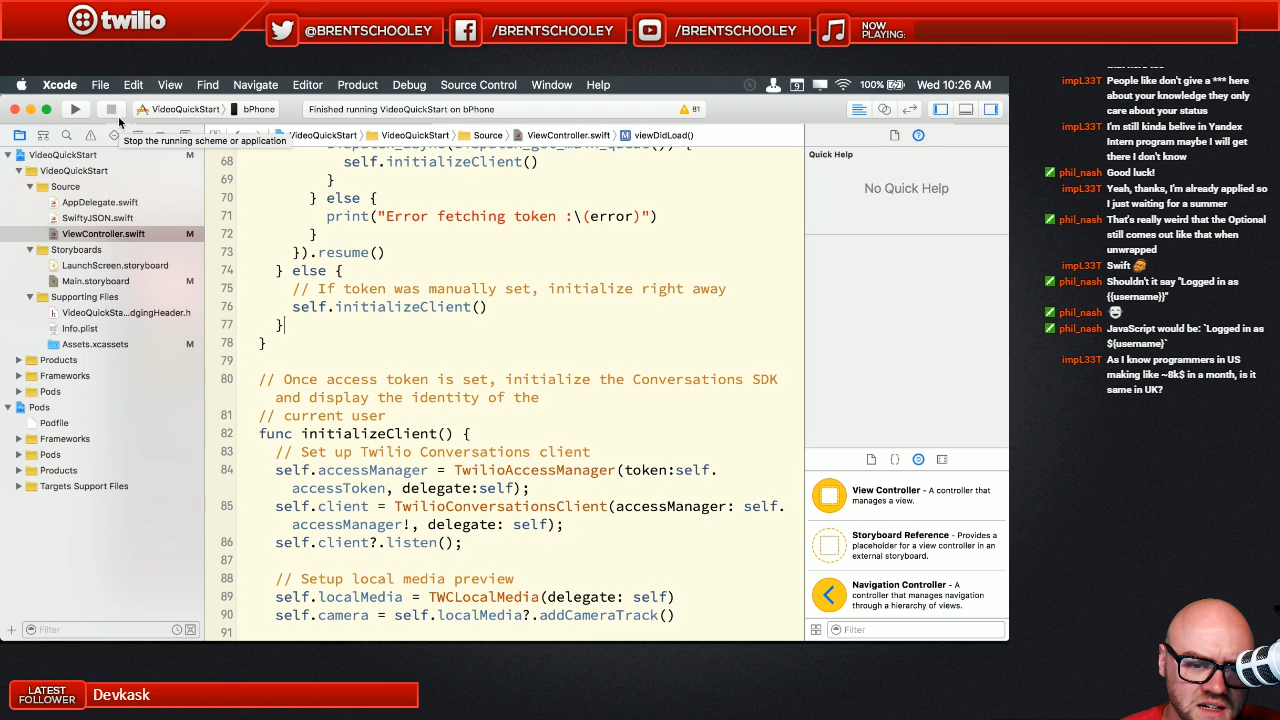 twilio
@BRENTSCHOOLEY
/BRENTSCHOOLEY
/BRENTSCHOOLEY
NOW
PLAYING:
Xcode File Edit View Find Navigate Editor Product Debug Source Control Window Help
9
100%
Wed 10:26 AM
VideoQuickStart
bPhone
Finished running VideoQuickStart on bPhone
81
Stop the running scheme or application
VideoQuickStart
VideoQuickStart
Source
ViewController.swift
M viewDidLoad()
VideoQuickStart M
VideoQuickStart
Source
AppDelegate.swift
SwiftyJSON.swift
ViewController.swift M
Storyboards
LaunchScreen.storyboard
Main.storyboard M
Supporting Files
VideoQuickSta...dgingHeader.h
Info.plist
Assets.xcassets M
Products
Frameworks
Pods
Pods
Podfile
Frameworks
Pods
Products
Targets Support Files
Filter
68 self.initializeClient()
69 }
70 } else {
71 print("Error fetching token :\(error)")
72 }
73 }).resume()
74 } else {
75 // If token was manually set, initialize right away
76 self.initializeClient()
77 }
78 }
79
80 // Once access token is set, initialize the Conversations SDK
and display the identity of the
81 // current user
82 func initializeClient() {
83 // Set up Twilio Conversations client
84 self.accessManager = TwilioAccessManager(token:self.
accessToken, delegate:self);
85 self.client = TwilioConversationsClient(accessManager: self.
accessManager!, delegate: self);
86 self.client?.listen();
87
88 // Setup local media preview
89 self.localMedia = TWCLocalMedia(delegate: self)
90 self.camera = self.localMedia?.addCameraTrack()
91
Quick Help
No Quick Help
View Controller - A controller that
manages a view.
Storyboard Reference - Provides a
placeholder for a view controller in an
external storyboard.
Navigation Controller - A
controller that manages navigation
through a hierarchy of views.
Filter
impL33T People like don't give a *** here
about your knowledge they only
care about your status
impL33T I'm still kinda belive in Yandex
Intern program maybe I will get
there I don't know
phil_nash Good luck!
impL33T Yeah, thanks, I'm already applied so
I just waiting for a summer
phil_nash That's really weird that the Optional
still comes out like that when
unwrapped
impL33T Swift
phil_nash Shouldn't it say "Logged in as
{{username}}"
phil_nash
phil_nash JavaScript would be: `Logged in as
${username}`
impL33T As I know programmers in US
making like ~8k$ in a month, is it
same in UK?
LATEST
FOLLOWER
Devkask